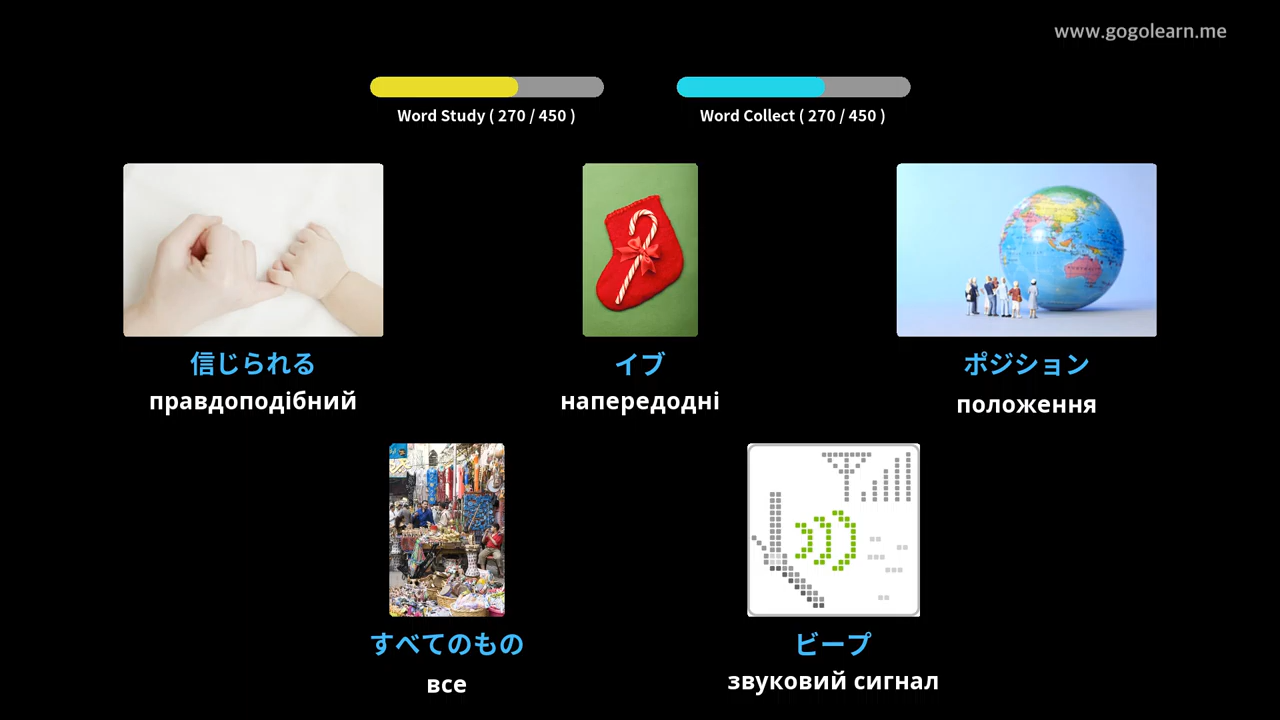 www.gogolearn.me
Word Study ( 270 / 450 )
Word Collect ( 270 / 450 )
信じられる
правдоподібний
イブ
напередодні
ポジション
положення
すべてのもの
все
ビープ
звуковий сигнал